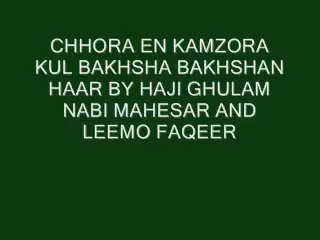 CHHORA EN KAMZORA
KUL BAKHSHA BAKHSHAN
HAAR BY HAJI GHULAM
NABI MAHESAR AND
LEEMO FAQEER